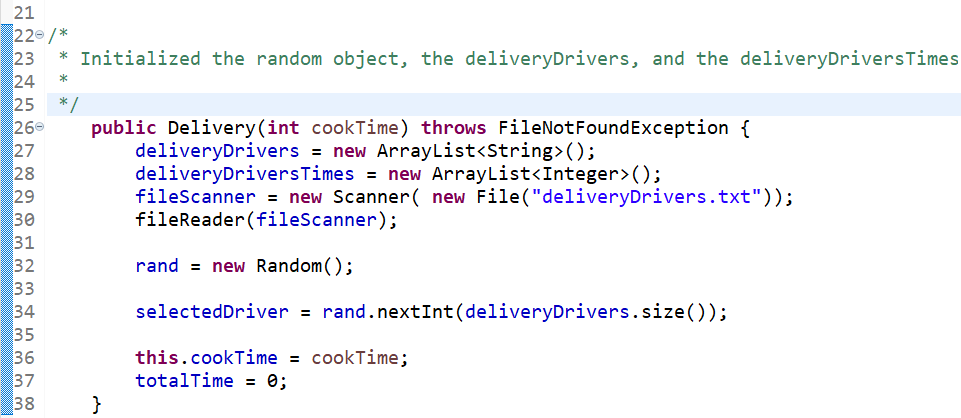 21
22 /*
23  * Initialized the random object, the deliveryDrivers, and the deliveryDriversTimes
24  *
25  */
26    public Delivery(int cookTime) throws FileNotFoundException {
27        deliveryDrivers = new ArrayList<String>();
28        deliveryDriversTimes = new ArrayList<Integer>();
29        fileScanner = new Scanner( new File("deliveryDrivers.txt"));
30        fileReader(fileScanner);
31
32        rand = new Random();
33
34        selectedDriver = rand.nextInt(deliveryDrivers.size());
35
36        this.cookTime = cookTime;
37        totalTime = 0;
38    }